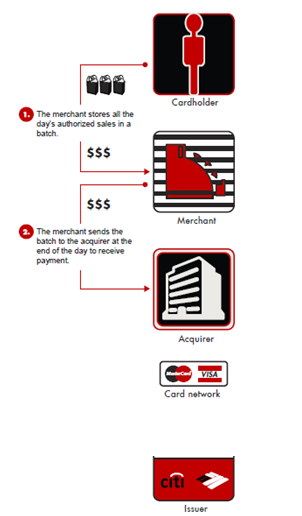 Cardholder
1. The merchant stores all the
day's authorized sales in a
batch.
$$$
Merchant
$$$
2. The merchant sends the
batch to the acquirer at the
end of the day to receive
payment.
Acquirer
MasterCard VISA
Card network
citi
Issuer